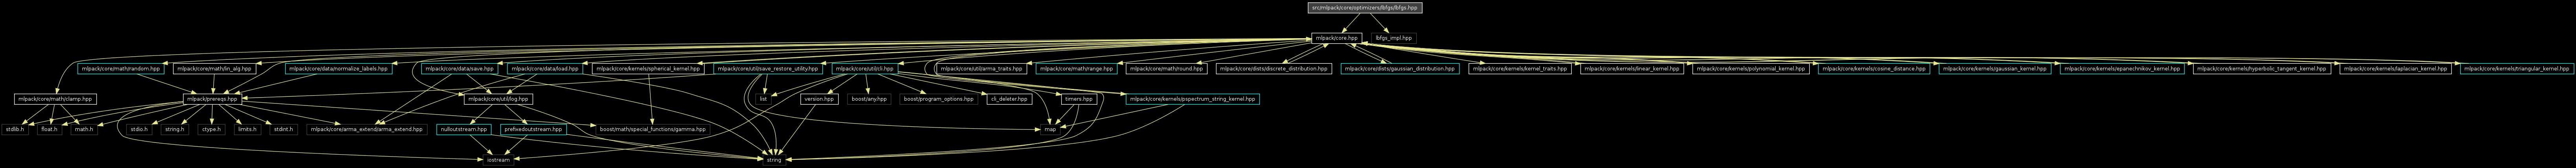 src/mlpack/core/optimizers/lbfgs/lbfgs.hpp
mlpack/core.hpp
lbfgs_impl.hpp
mlpack/core/math/random.hpp
mlpack/core/math/lin_alg.hpp
mlpack/core/data/normalize_labels.hpp
mlpack/core/data/save.hpp
mlpack/core/data/load.hpp
mlpack/core/kernels/spherical_kernel.hpp
mlpack/core/util/save_restore_utility.hpp
mlpack/core/util/cli.hpp
mlpack/core/util/arma_traits.hpp
mlpack/core/math/range.hpp
mlpack/core/math/round.hpp
mlpack/core/dists/discrete_distribution.hpp
mlpack/core/dists/gaussian_distribution.hpp
mlpack/core/kernels/kernel_traits.hpp
mlpack/core/kernels/linear_kernel.hpp
mlpack/core/kernels/polynomial_kernel.hpp
mlpack/core/kernels/cosine_distance.hpp
mlpack/core/kernels/gaussian_kernel.hpp
mlpack/core/kernels/epanechnikov_kernel.hpp
mlpack/core/kernels/hyperbolic_tangent_kernel.hpp
mlpack/core/kernels/laplacian_kernel.hpp
mlpack/core/kernels/triangular_kernel.hpp
mlpack/core/math/clamp.hpp
mlpack/prereqs.hpp
mlpack/core/util/log.hpp
list
version.hpp
boost/any.hpp
boost/program_options.hpp
cli_deleter.hpp
timers.hpp
mlpack/core/kernels/pspectrum_string_kernel.hpp
stdlib.h
float.h
math.h
stdio.h
string.h
ctype.h
limits.h
stdint.h
mlpack/core/arma_extend/arma_extend.hpp
nulloutstream.hpp
prefixedoutstream.hpp
boost/math/special_functions/gamma.hpp
map
iostream
string